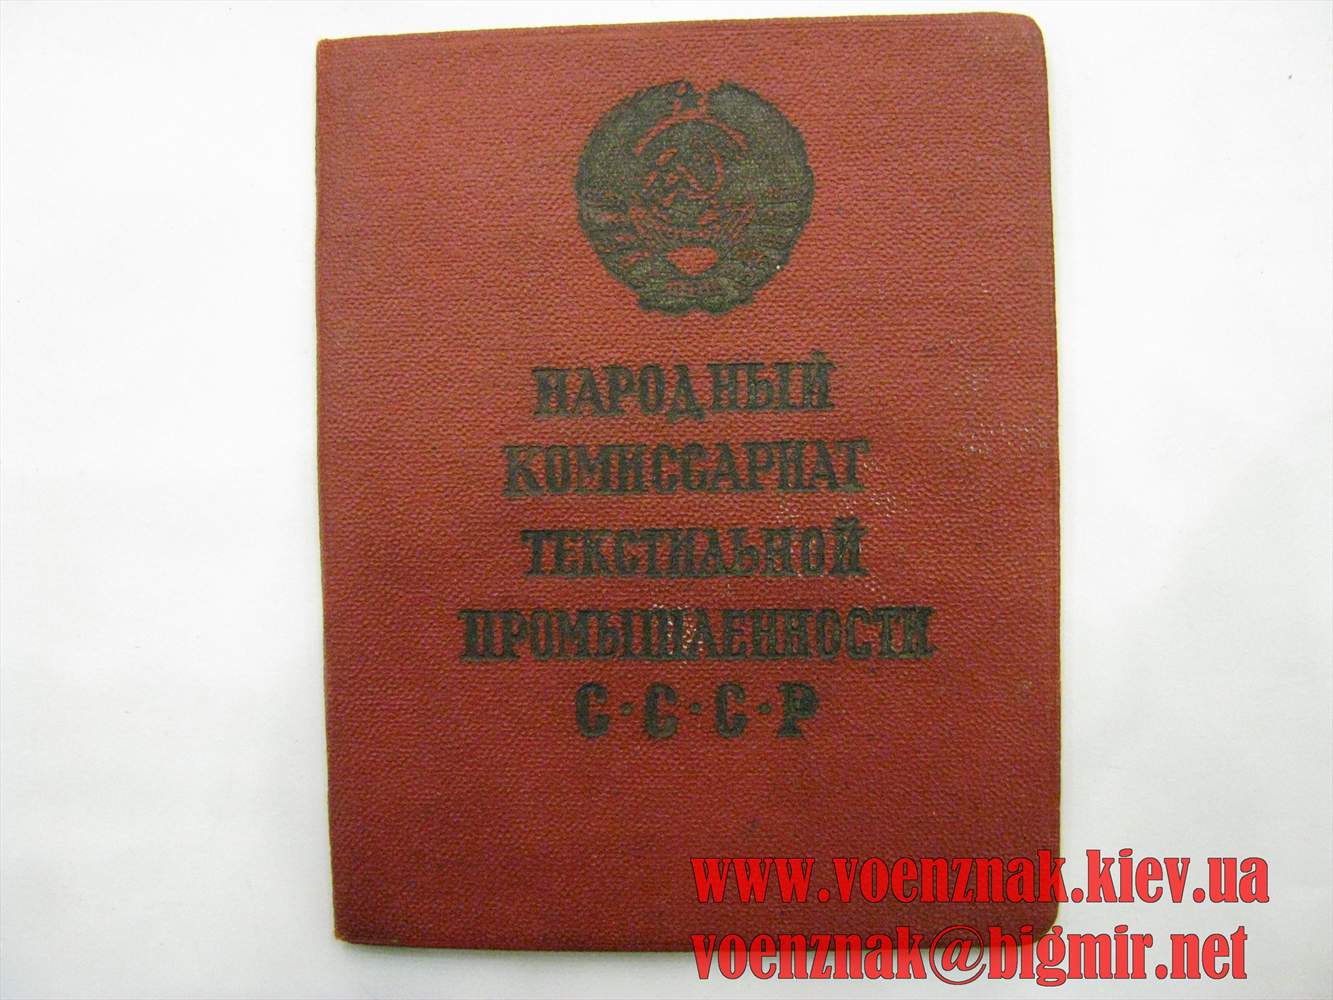 НАРОДНЫЙ
КОМИССАРИАТ
ТЕКСТИЛЬНОЙ
ПРОМЫШЛЕННОСТИ
С·С·С·Р
www.voenznak.kiev.ua
voenznak@bigmir.net